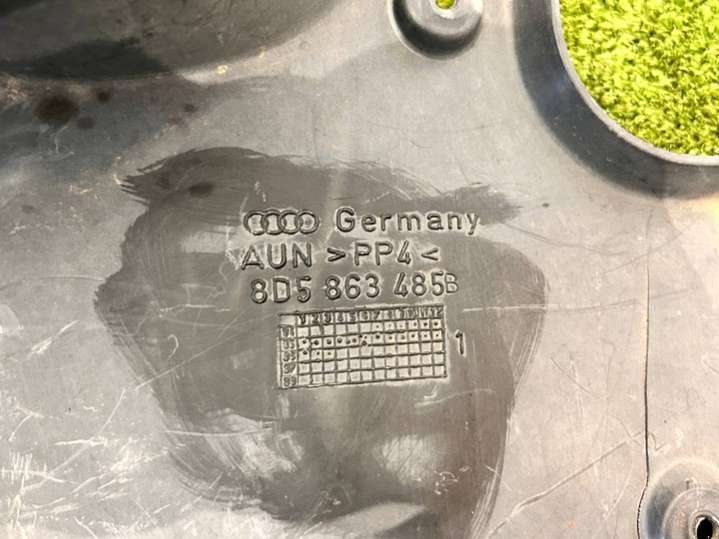 Germany
AUN >PP4<
8D5 863 485B
1